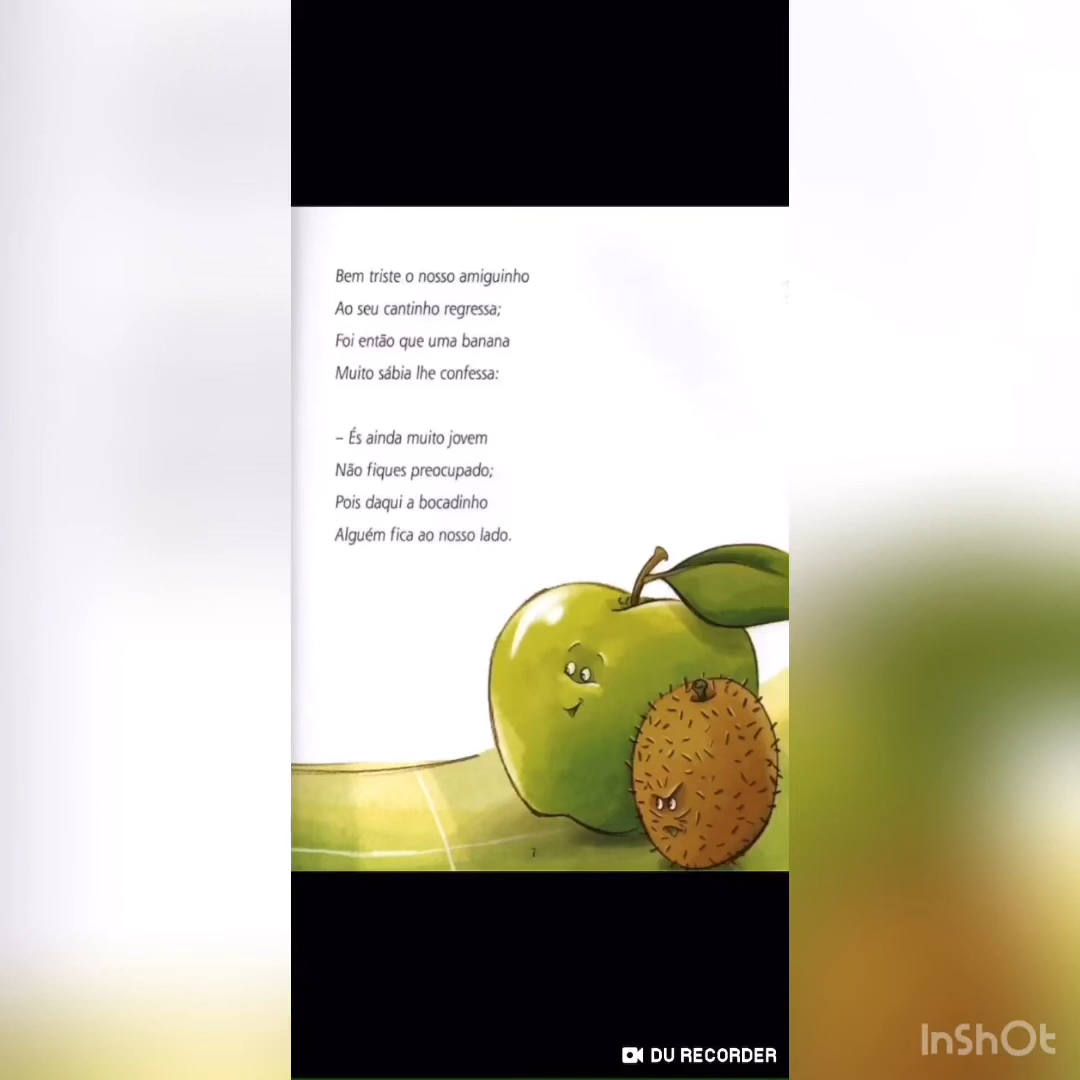 Bem triste o nosso amiguinho
Ao seu cantinho regressa;
Foi então que uma banana
Muito sábia lhe confessa:
– És ainda muito jovem
Não fiques preocupado;
Pois daqui a bocadinho
Alguém fica ao nosso lado.
7
DU RECORDER
InShOt